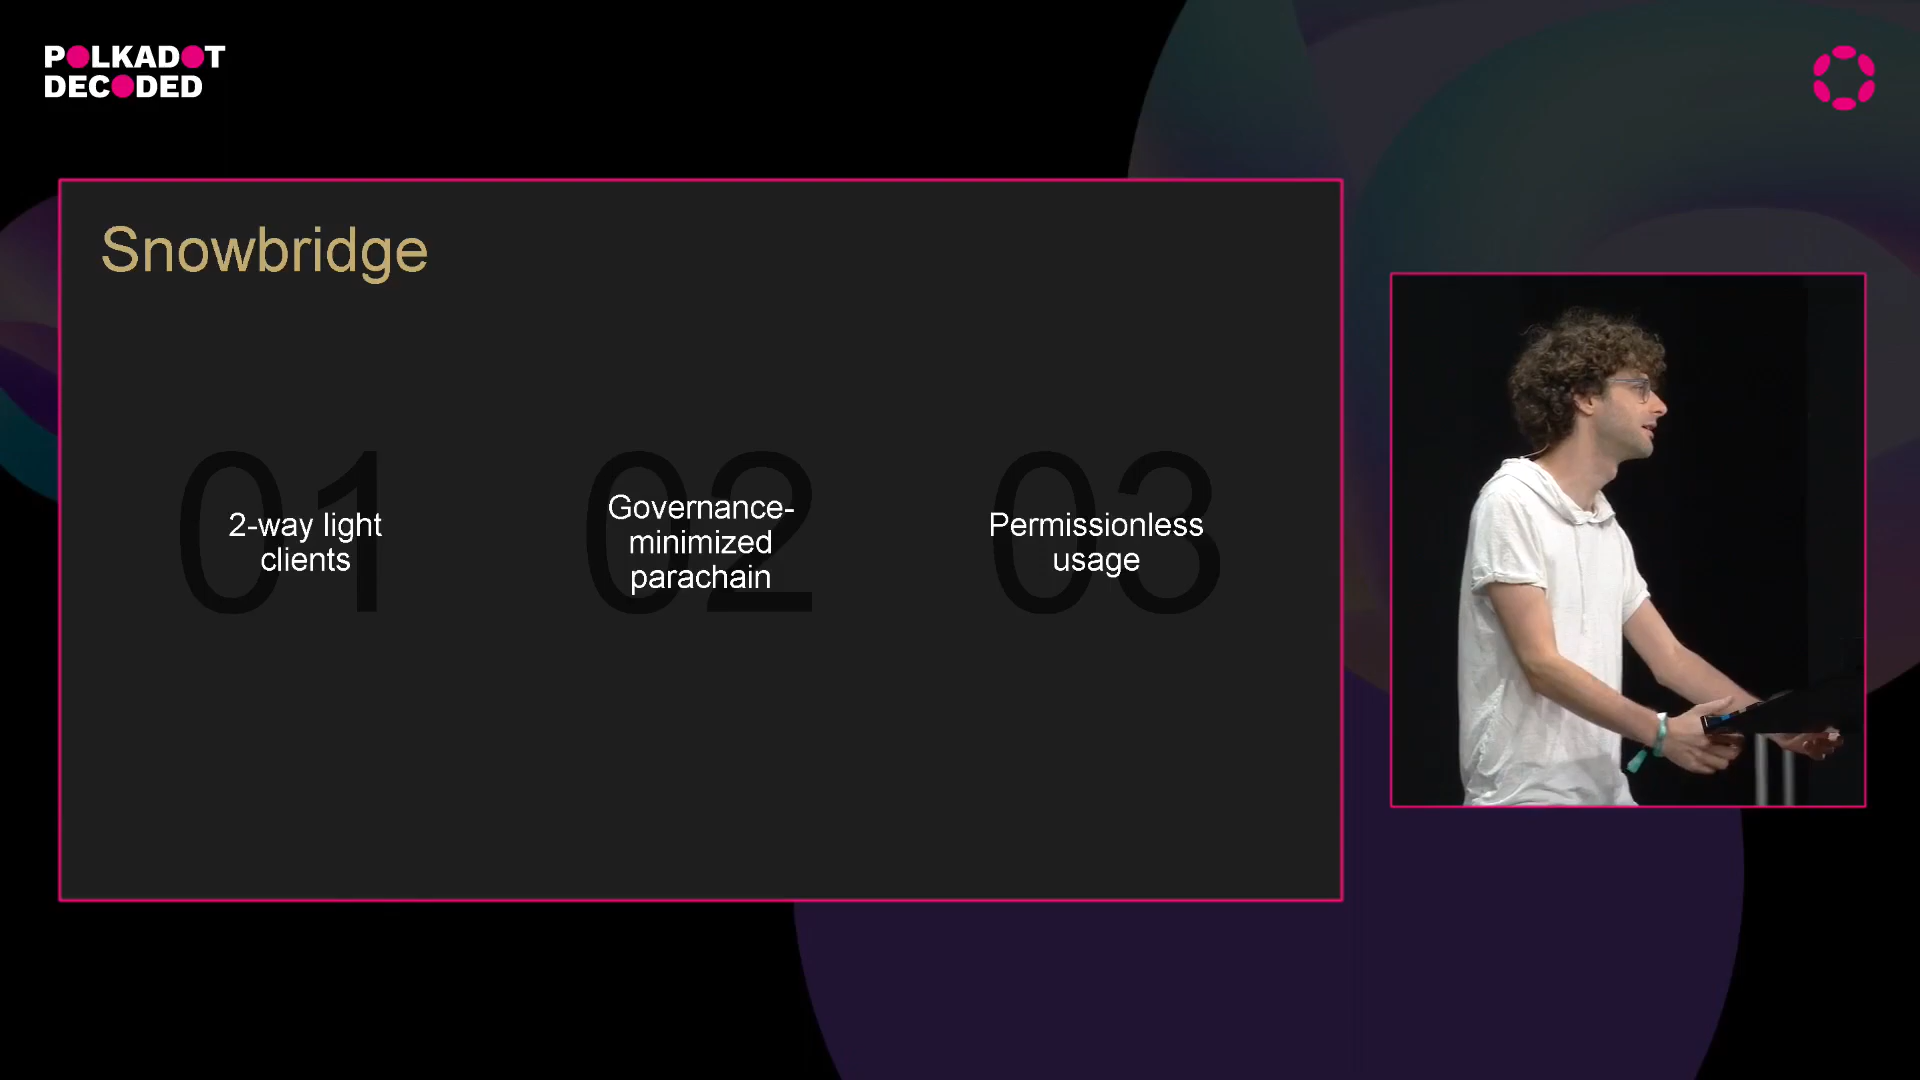 POLKADOT
DECODED
Snowbridge
01
2-way light
clients
02
Governance-
minimized
parachain
03
Permissionless
usage